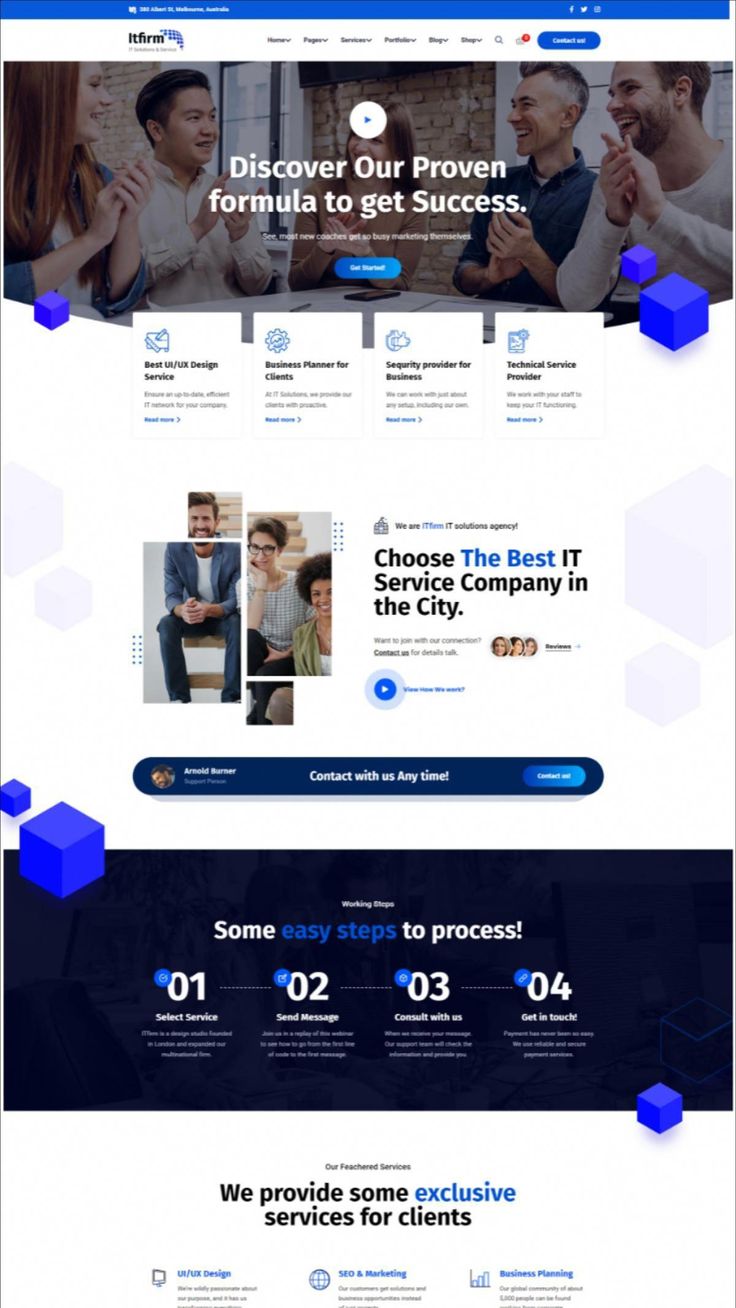 380 Albert St, Melbourne, Australia
Itfirm
IT Solutions & Service
Home Pages Services Portfolio Blog Shop 0 Contact us!
Discover Our Proven
formula to get Success.
See, most new coaches get so busy marketing themselves.
Get Started!
Best UI/UX Design
Service
Ensure an up-to-date, efficient
IT network for your company.
Read more
Business Planner for
Clients
At IT Solutions, we provide our
clients with proactive.
Read more
Sequrity provider for
Business
We can work with just about
any setup, including our own.
Read more
Technical Service
Provider
We work with your staff to
keep your IT functioning.
Read more
We are ITfirm IT solutions agency!
Choose The Best IT
Service Company in
the City.
Want to join with our connection?
Contact us for details talk.
Reviews
View How We work?
Arnold Burner
Support Person
Contact with us Any time!
Contact us!
Working Steps
Some easy steps to process!
01
Select Service
ITfirm is a design studio founded
in London and expanded our
multinational firm.
02
Send Message
Join us in a replay of this webinar
to see how to go from the first line
of code to the first message.
03
Consult with us
When we receive your message.
Our support team will check the
information and provide you
04
Get in touch!
Payment has never been so easy.
We use reliable and secure
payment services.
Our Feachered Services
We provide some exclusive
services for clients
UI/UX Design
We're wildly passionate about
our purpose, and it has us
SEO & Marketing
Our customers get solutions and
business opportunities instead
Business Planning
Our global community of about
5,000 people can be found